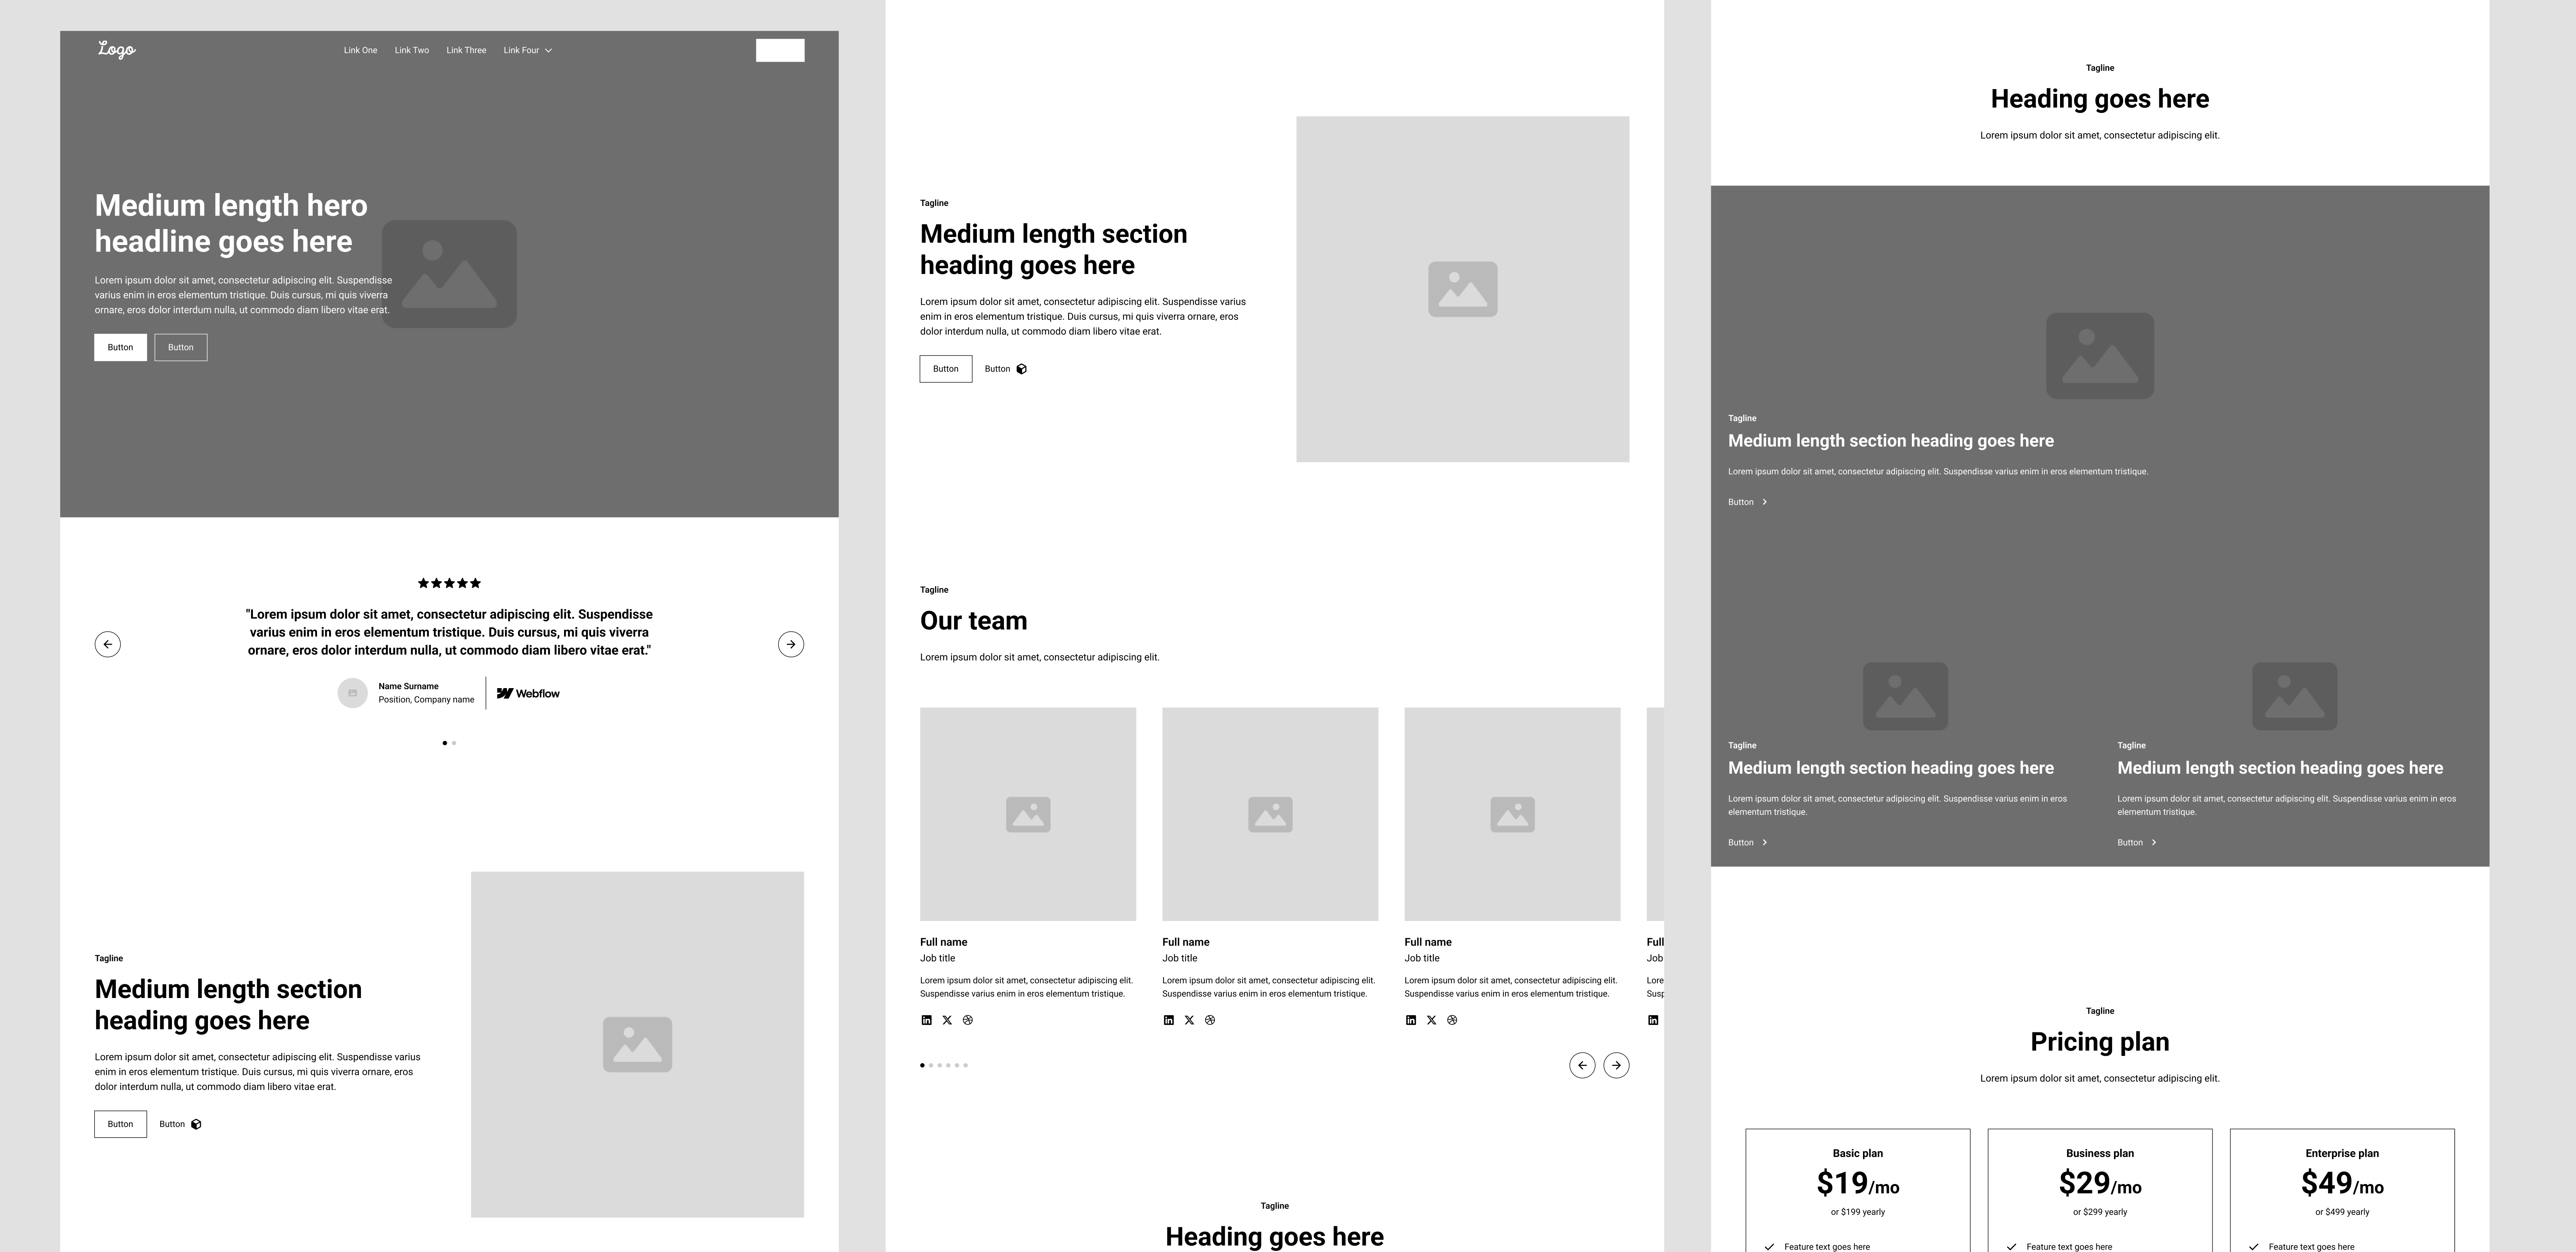 Logo
Link One
Link Two
Link Three
Link Four
Medium length hero
headline goes here
Lorem ipsum dolor sit amet, consectetur adipiscing elit. Suspendisse
varius enim in eros elementum tristique. Duis cursus, mi quis viverra
ornare, eros dolor interdum nulla, ut commodo diam libero vitae erat.
Button
Button
"Lorem ipsum dolor sit amet, consectetur adipiscing elit. Suspendisse
varius enim in eros elementum tristique. Duis cursus, mi quis viverra
ornare, eros dolor interdum nulla, ut commodo diam libero vitae erat."
Name Surname
Position, Company name
Webflow
Tagline
Medium length section
heading goes here
Lorem ipsum dolor sit amet, consectetur adipiscing elit. Suspendisse varius
enim in eros elementum tristique. Duis cursus, mi quis viverra ornare, eros
dolor interdum nulla, ut commodo diam libero vitae erat.
Button
Button
Tagline
Medium length section
heading goes here
Lorem ipsum dolor sit amet, consectetur adipiscing elit. Suspendisse varius
enim in eros elementum tristique. Duis cursus, mi quis viverra ornare, eros
dolor interdum nulla, ut commodo diam libero vitae erat.
Button
Button
Tagline
Our team
Lorem ipsum dolor sit amet, consectetur adipiscing elit.
Full name
Job title
Lorem ipsum dolor sit amet, consectetur adipiscing elit.
Suspendisse varius enim in eros elementum tristique.
Full name
Job title
Lorem ipsum dolor sit amet, consectetur adipiscing elit.
Suspendisse varius enim in eros elementum tristique.
Full name
Job title
Lorem ipsum dolor sit amet, consectetur adipiscing elit.
Suspendisse varius enim in eros elementum tristique.
Full
Job
Lore
Susp
Tagline
Heading goes here
Tagline
Heading goes here
Lorem ipsum dolor sit amet, consectetur adipiscing elit.
Tagline
Medium length section heading goes here
Lorem ipsum dolor sit amet, consectetur adipiscing elit. Suspendisse varius enim in eros elementum tristique.
Button
Tagline
Medium length section heading goes here
Lorem ipsum dolor sit amet, consectetur adipiscing elit. Suspendisse varius enim in eros
elementum tristique.
Button
Tagline
Medium length section heading goes here
Lorem ipsum dolor sit amet, consectetur adipiscing elit. Suspendisse varius enim in eros
elementum tristique.
Button
Tagline
Pricing plan
Lorem ipsum dolor sit amet, consectetur adipiscing elit.
Basic plan
$19/mo
or $199 yearly
Feature text goes here
Business plan
$29/mo
or $299 yearly
Feature text goes here
Enterprise plan
$49/mo
or $499 yearly
Feature text goes here